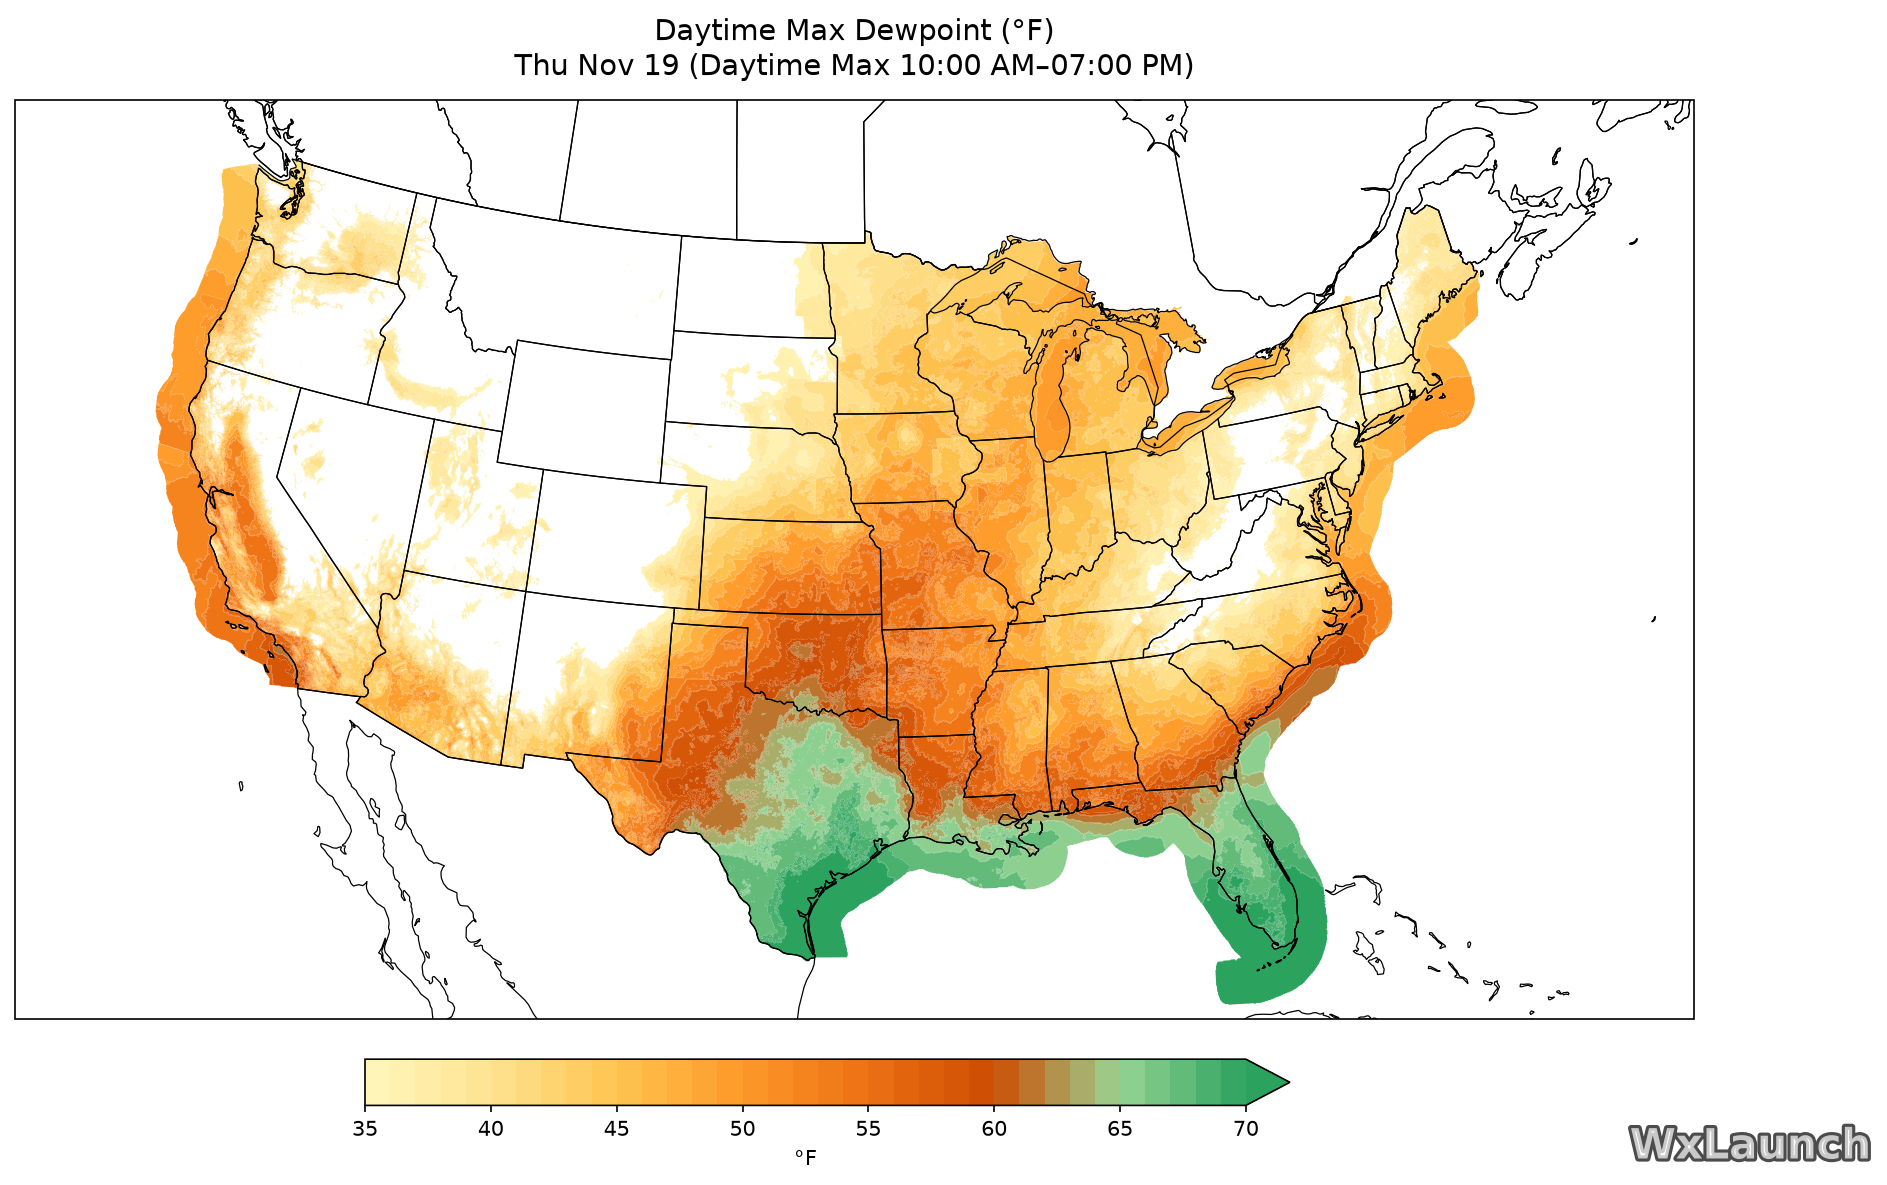 Daytime Max Dewpoint (°F)
Thu Nov 19 (Daytime Max 10:00 AM–07:00 PM)
35 40 45 50 55 60 65 70
°F
WxLaunch